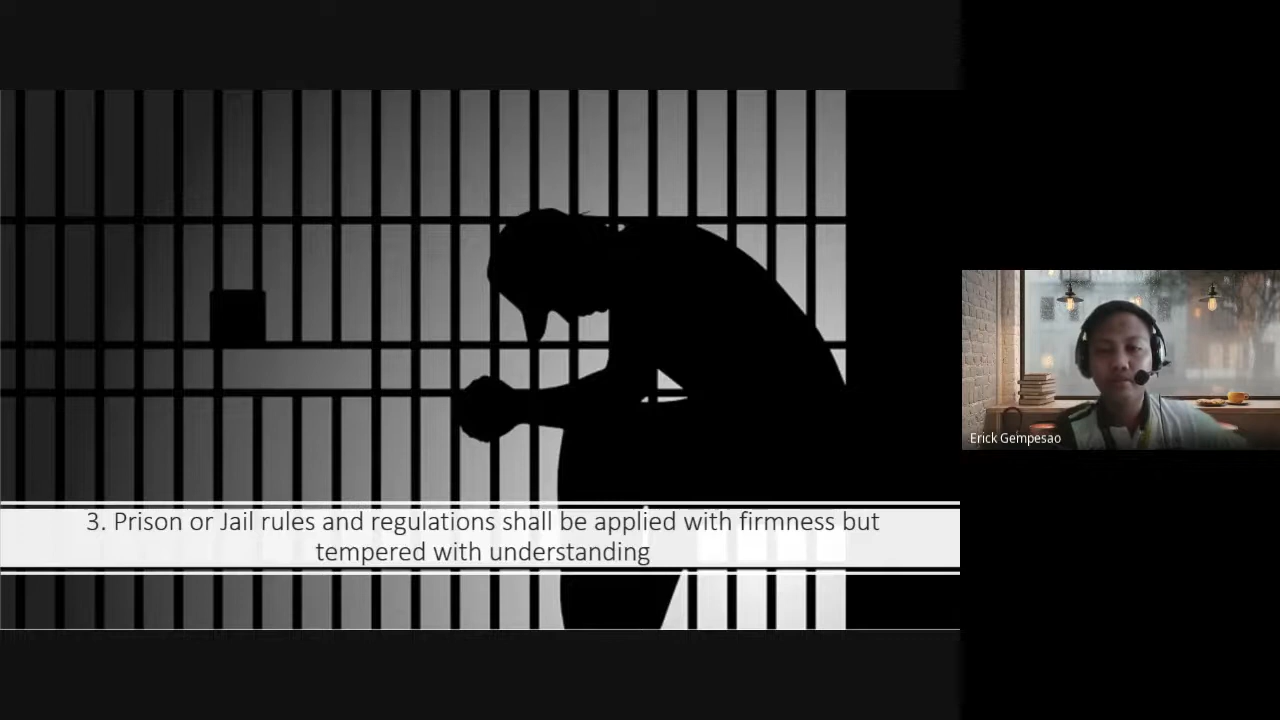 3. Prison or Jail rules and regulations shall be applied with firmness but
tempered with understanding
Erick Gempesao